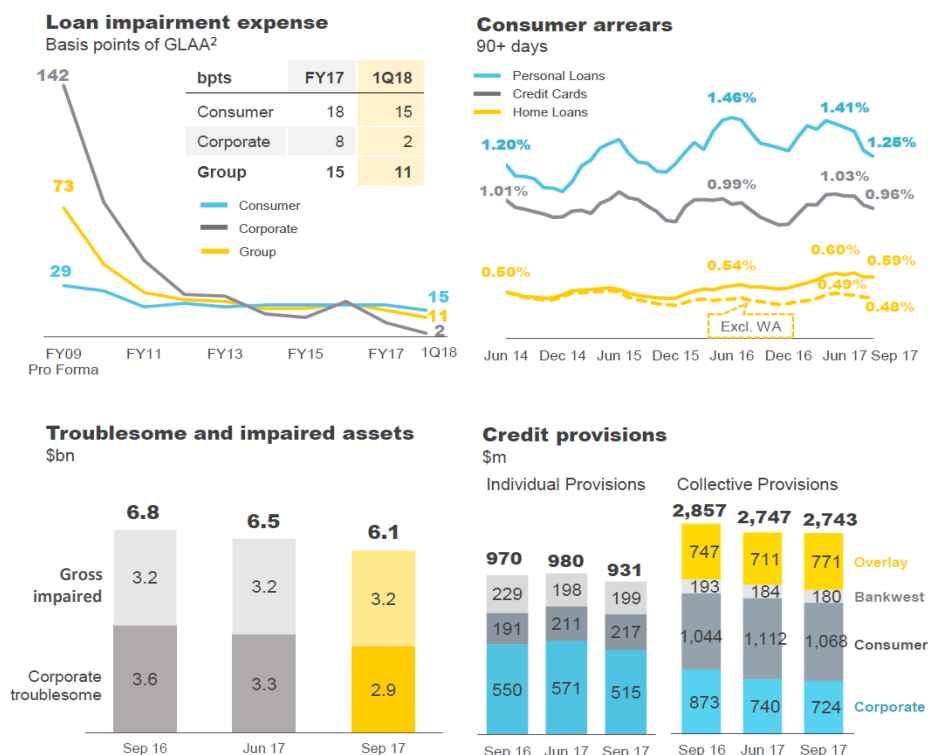 Loan impairment expense
Basis points of GLAA2
142
73
29
bpts FY17 1Q18
Consumer 18 15
Corporate 8 2
Group 15 11
Consumer
Corporate
Group
15
11
2
FY09 FY11 FY13 FY15 FY17 1Q18
Pro Forma
Consumer arrears
90+ days
Personal Loans
Credit Cards
Home Loans
1.46%
1.41%
1.20%
1.25%
1.01%
0.99%
1.03%
0.96%
0.50%
0.54%
0.60%
0.59%
0.49%
0.48%
Excl. WA
Jun 14 Dec 14 Jun 15 Dec 15 Jun 16 Dec 16 Jun 17 Sep 17
Troublesome and impaired assets
$bn
6.8 6.5 6.1
Gross
impaired
3.2 3.2 3.2
Corporate
troublesome
3.6 3.3 2.9
Sep 16 Jun 17 Sep 17
Credit provisions
$m
Individual Provisions
970 980 931
229 198 199
191 211 217
550 571 515
Sep 16 Jun 17 Sep 17
Collective Provisions
2,857 2,747 2,743
747 711 771 Overlay
193 184 180 Bankwest
1,044 1,112 1,068 Consumer
873 740 724 Corporate
Sep 16 Jun 17 Sep 17